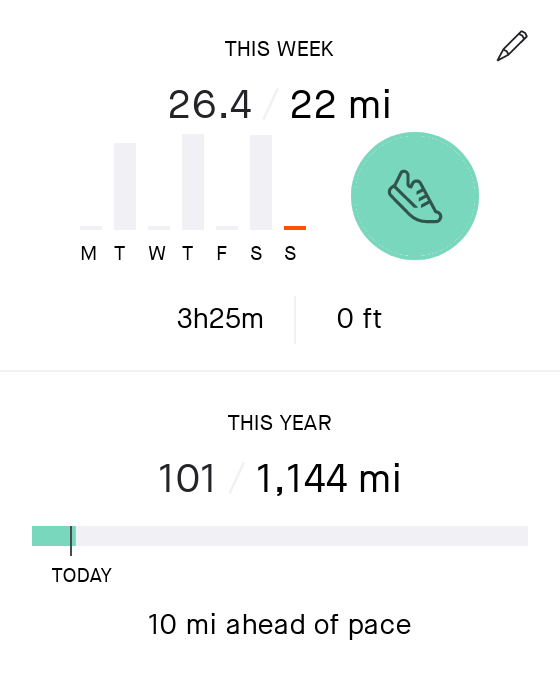 THIS WEEK
26.4 / 22 mi
M T W T F S S
3h25m | 0 ft
THIS YEAR
101 / 1,144 mi
TODAY
10 mi ahead of pace